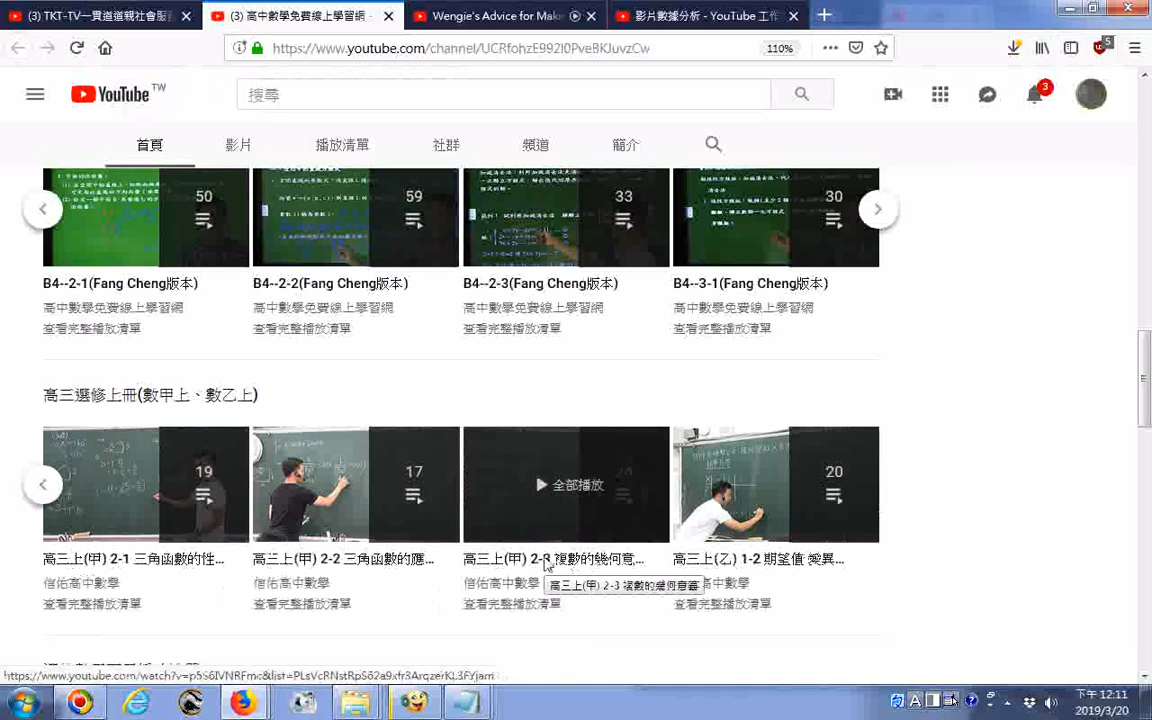 (3) TKT-TV一貫道道親社會服
(3) 高中數學免費線上學習網 -
Wengie's Advice for Mak
影片數據分析 - YouTube 工作
https://www.youtube.com/channel/
110%
5
YouTube TW
搜尋
3
首頁
影片
播放清單
社群
頻道
簡介
50
59
33
30
B4--2-1(Fang Cheng版本)
B4--2-2(Fang Cheng版本)
B4--2-3(Fang Cheng版本)
B4--3-1(Fang Cheng版本)
高中數學免費線上學習網
高中數學免費線上學習網
高中數學免費線上學習網
高中數學免費線上學習網
查看完整播放清單
查看完整播放清單
查看完整播放清單
查看完整播放清單
高三選修上冊(數甲上、數乙上)
19
17
全部播放
20
高三上(甲) 2-1 三角函數的性...
高三上(甲) 2-2 三角函數的應...
高三上(甲) 2-3 複數的幾何意...
高三上(乙) 1-2 期望值 變異...
信佑高中數學
信佑高中數學
信佑高中數學
高三上(甲) 2-3 複數的幾何意義
中數學
查看完整播放清單
查看完整播放清單
查看完整播放清單
查看完整播放清單
下午 12:11
2019/3/20